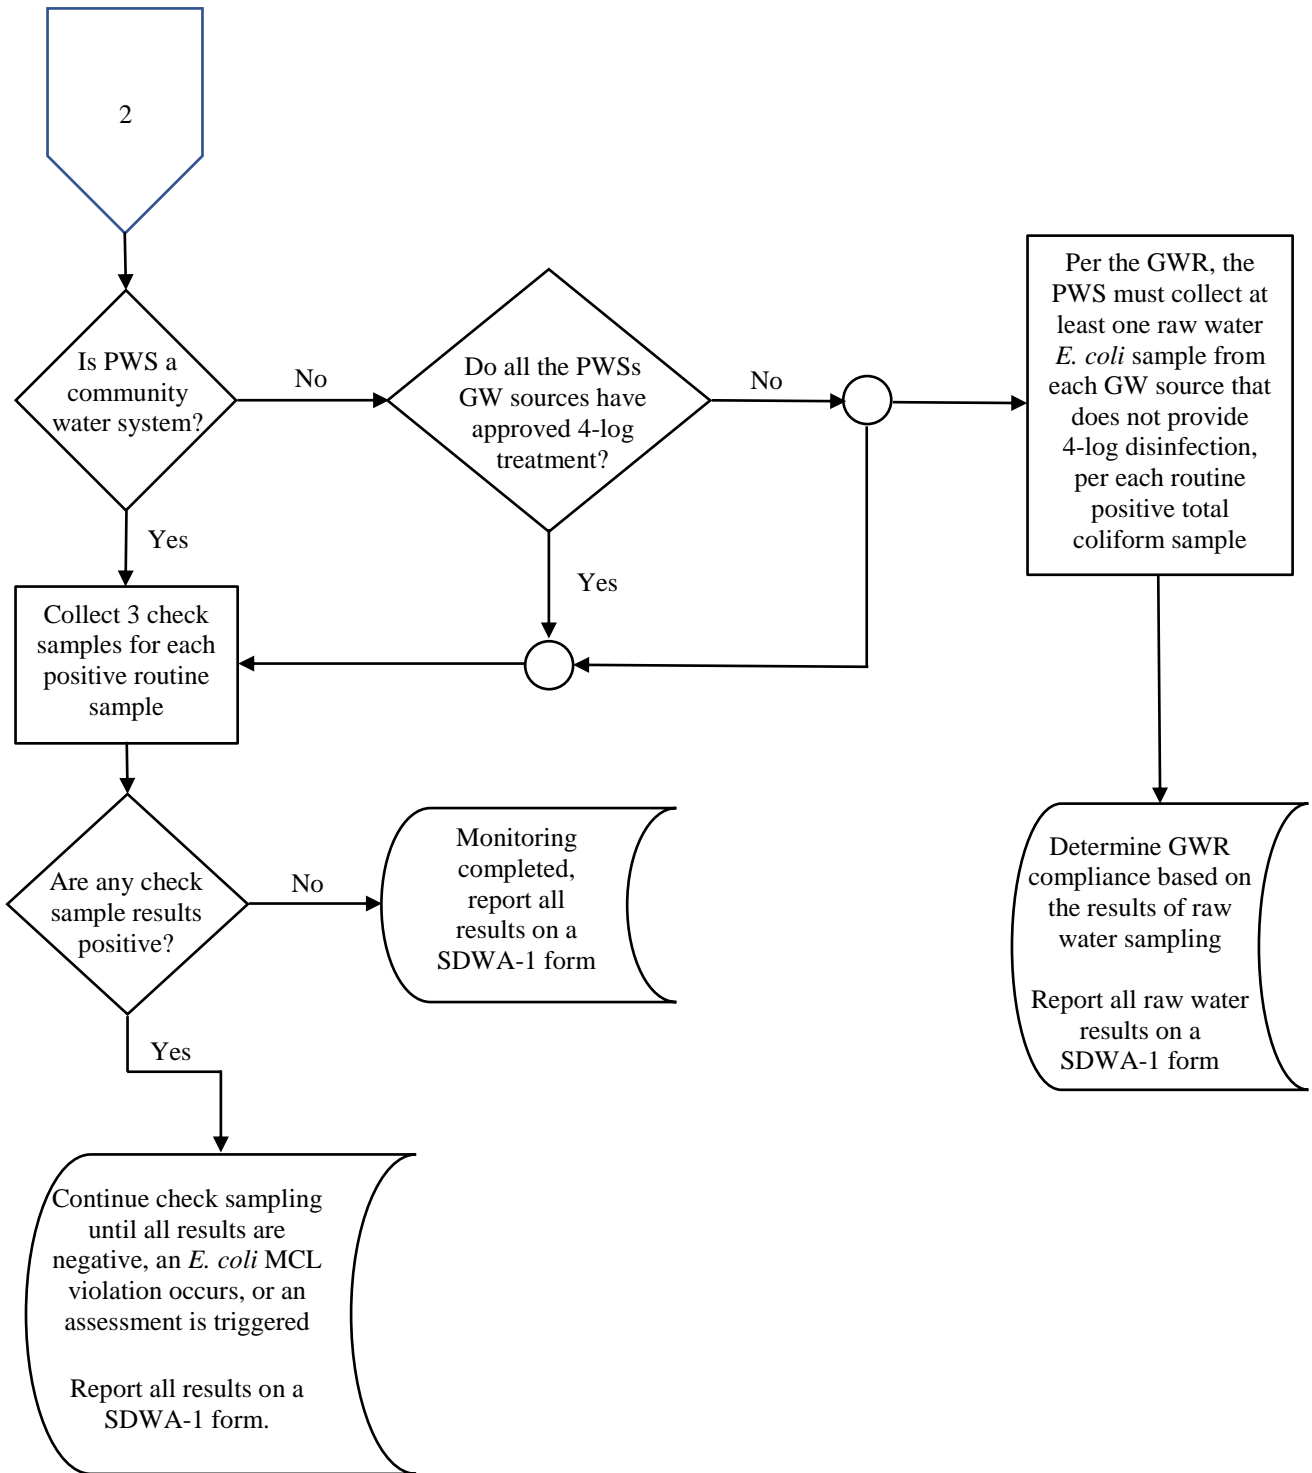 2
Is PWS a
community
water system?
No
Do all the PWSs
GW sources have
approved 4-log
treatment?
No
Per the GWR, the
PWS must collect at
least one raw water
E. coli sample from
each GW source that
does not provide
4-log disinfection,
per each routine
positive total
coliform sample
Yes
Yes
Collect 3 check
samples for each
positive routine
sample
Are any check
sample results
positive?
No
Monitoring
completed,
report all
results on a
SDWA-1 form
Determine GWR
compliance based on
the results of raw
water sampling
Report all raw water
results on a
SDWA-1 form
Yes
Continue check sampling
until all results are
negative, an E. coli MCL
violation occurs, or an
assessment is triggered
Report all results on a
SDWA-1 form.